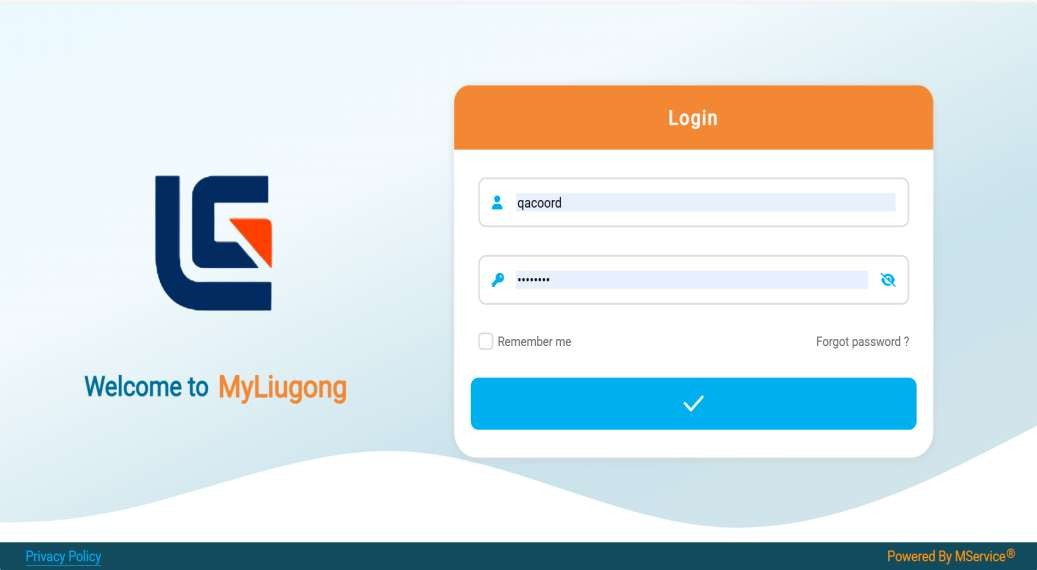 Login
qacoord
••••••••
Remember me
Forgot password ?
Welcome to MyLiugong
Privacy Policy
Powered By MService®